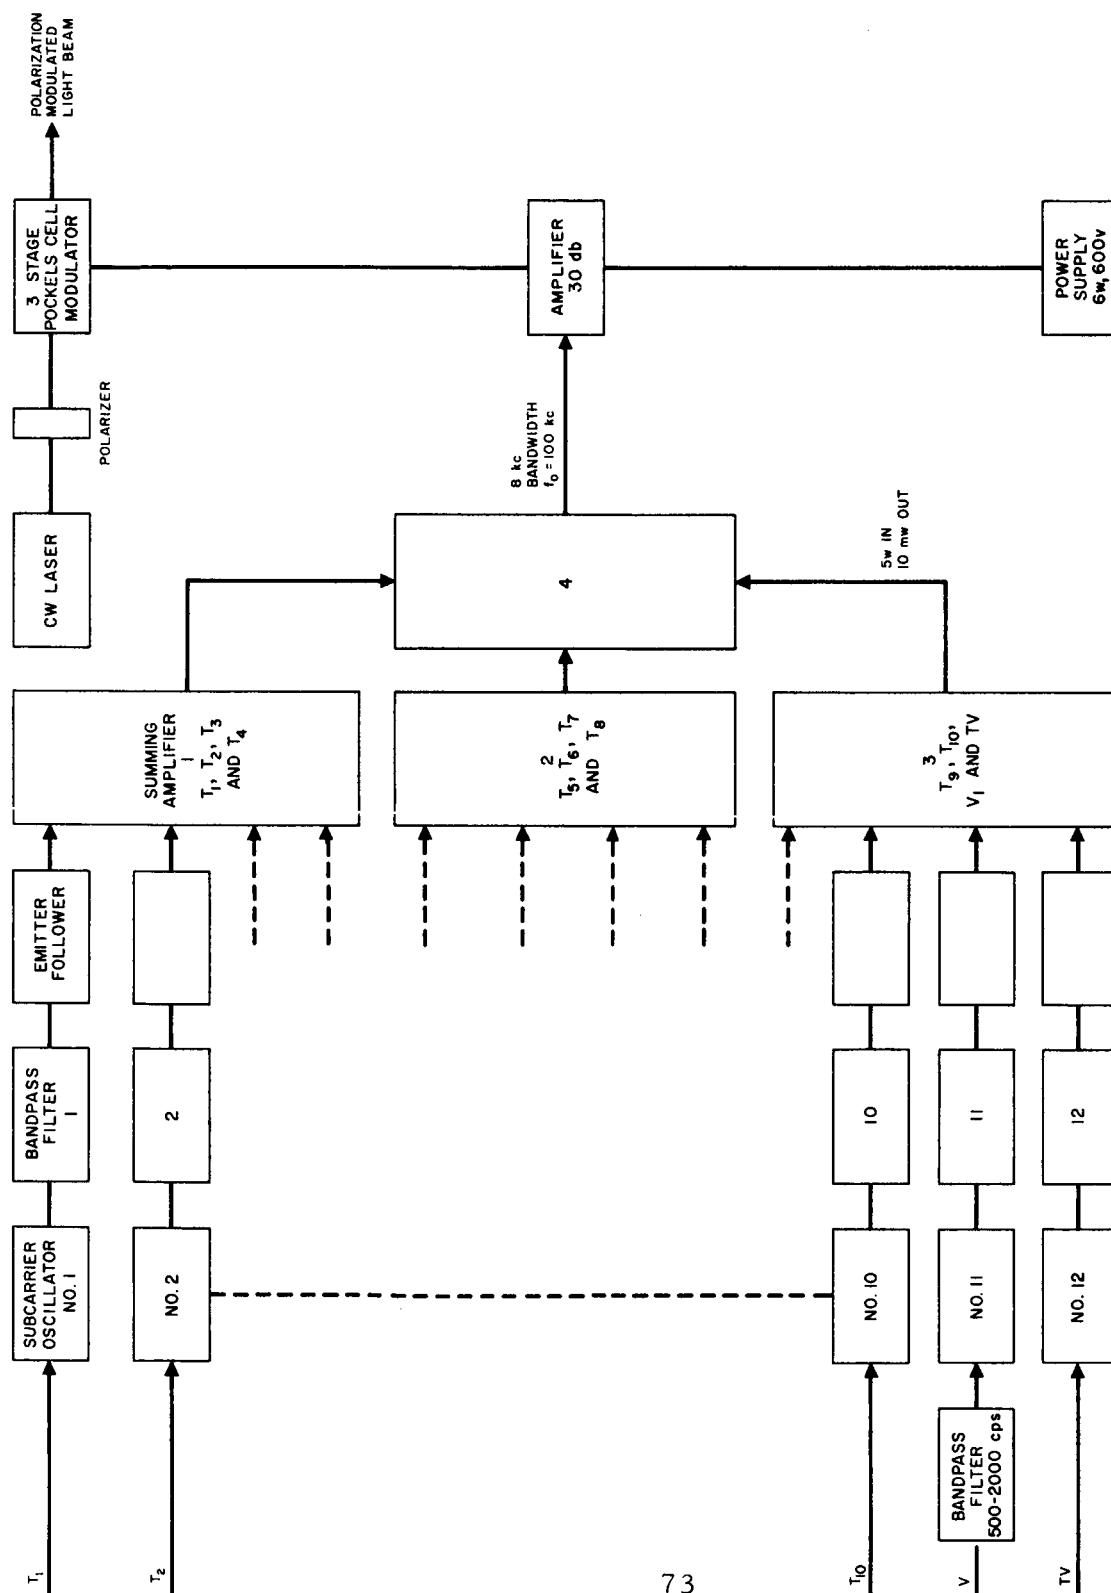 T1
SUBCARRIER
OSCILLATOR
NO. 1
BANDPASS
FILTER
1
EMITTER
FOLLOWER
SUMMING
AMPLIFIER
1
T1, T2, T3
AND T4
CW LASER
POLARIZER
3 STAGE
POCKELS CELL
MODULATOR
POLARIZATION
MODULATED
LIGHT BEAM
T2
NO. 2
2
2
T5, T6, T7
AND T8
4
8 kc
BANDWIDTH
f0 = 100 kc
AMPLIFIER
30 db
T10
NO. 10
10
3
T9, T10,
V1 AND TV
5w IN
10 mw OUT
V
BANDPASS
FILTER
500-2000 cps
NO. 11
11
TV
NO. 12
12
POWER
SUPPLY
6w, 600v
73